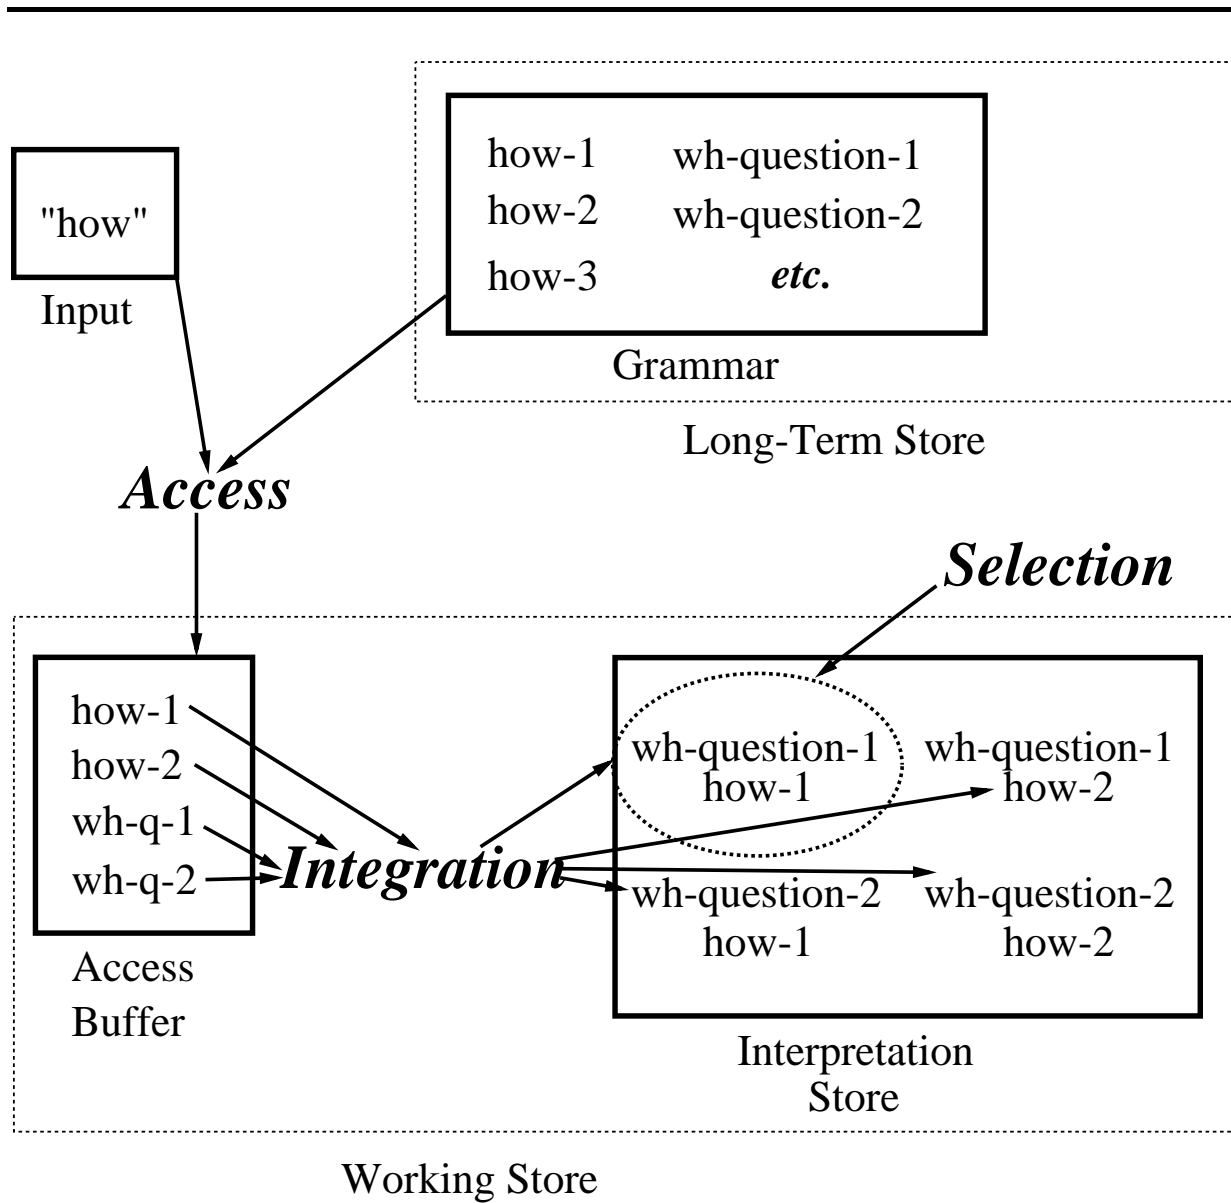 "how"
Input
how-1 wh-question-1
how-2 wh-question-2
how-3 etc.
Grammar
Long-Term Store
Access
Selection
how-1
how-2
wh-q-1
wh-q-2
Access
Buffer
Integration
wh-question-1
how-1
wh-question-1
how-2
wh-question-2
how-1
wh-question-2
how-2
Interpretation
Store
Working Store